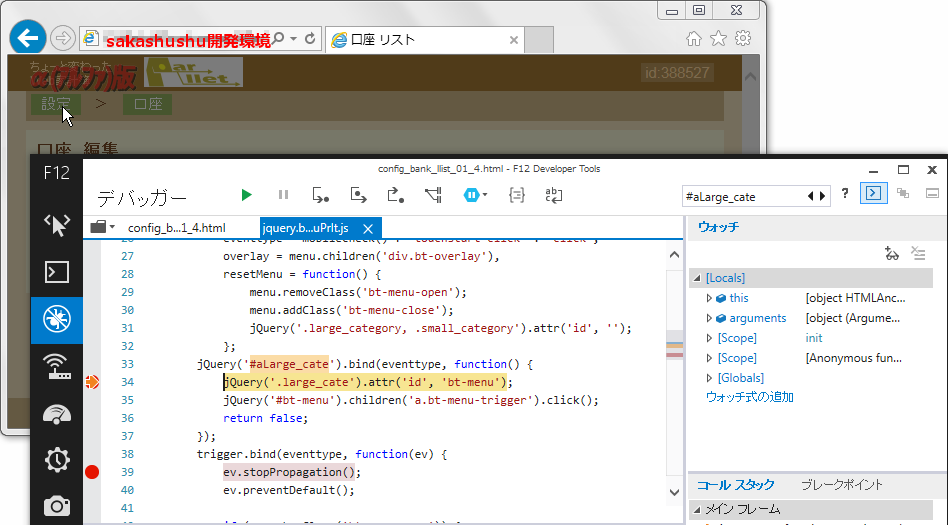 sakashushu開発環境
口座 リスト
ちょっと変わった
α(アルファ)版
Par
llet.
id:388527
設定 > 口座
口座 編集
config_bank_llist_01_4.html - F12 Developer Tools
F12
デバッガー
#aLarge_cate
?
config_b...1_4.html
jquery.b...uPrlt.js
ウォッチ
27 overlay = menu.children('div.bt-overlay'),
28 resetMenu = function() {
29 menu.removeClass('bt-menu-open');
30 menu.addClass('bt-menu-close');
31 jQuery('.large_category, .small_category').attr('id', '');
32 };
33 jQuery('#aLarge_cate').bind(eventtype, function() {
34 jQuery('.large_cate').attr('id', 'bt-menu');
35 jQuery('#bt-menu').children('a.bt-menu-trigger').click();
36 return false;
37 });
38 trigger.bind(eventtype, function(ev) {
39 ev.stopPropagation();
40 ev.preventDefault();
41
[Locals]
this [object HTMLAnc...
arguments [object (Argume...
[Scope] init
[Scope] [Anonymous fun...
[Globals]
ウォッチ式の追加
コール スタック
ブレークポイント
メイン フレーム